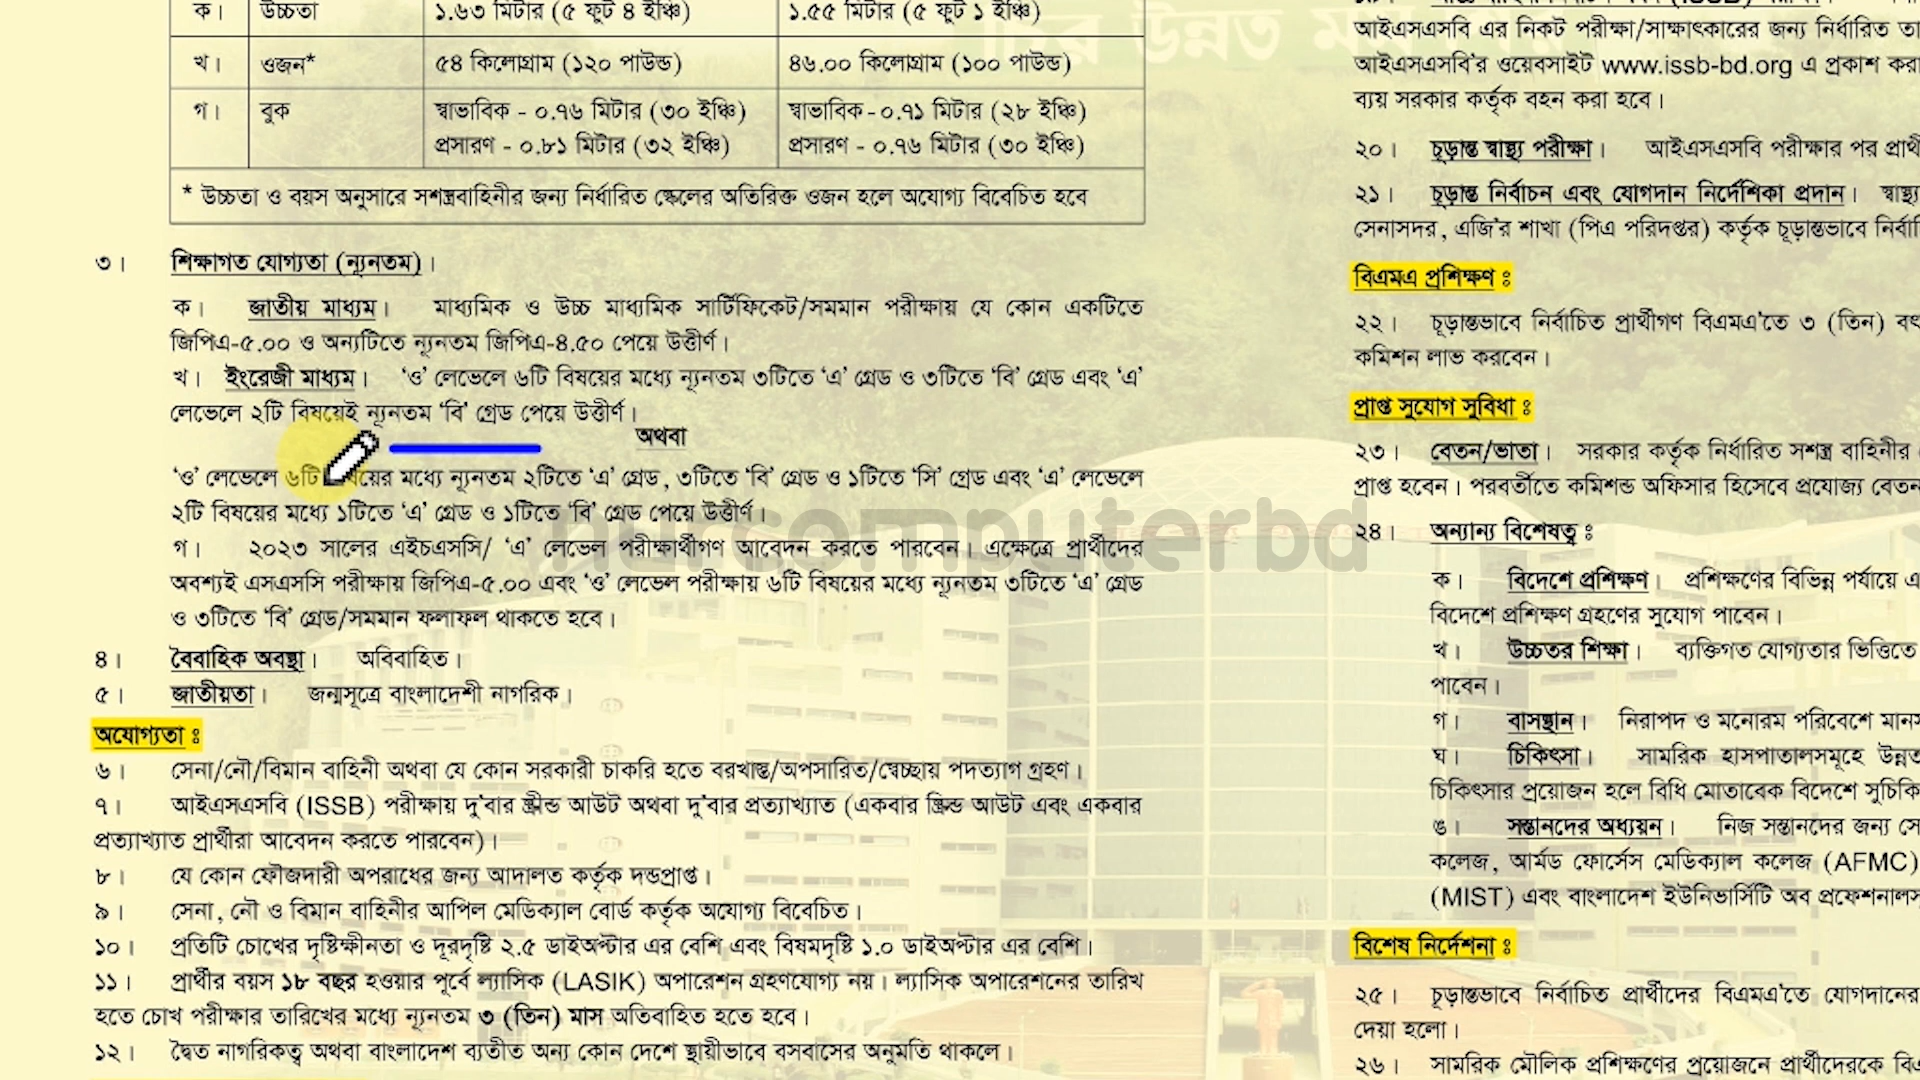 ক। উচ্চতা ১.৬৩ মিটার (৫ ফুট ৪ ইঞ্চি) ১.৫৫ মিটার (৫ ফুট ১ ইঞ্চি)
খ। ওজন* ৫৪ কিলোগ্রাম (১২০ পাউন্ড) ৪৬.০০ কিলোগ্রাম (১০০ পাউন্ড)
গ। বুক স্বাভাবিক - ০.৭৬ মিটার (৩০ ইঞ্চি) স্বাভাবিক - ০.৭১ মিটার (২৮ ইঞ্চি)
প্রসারণ - ০.৮১ মিটার (৩২ ইঞ্চি) প্রসারণ - ০.৭৬ মিটার (৩০ ইঞ্চি)
* উচ্চতা ও বয়স অনুসারে সশস্ত্রবাহিনীর জন্য নির্ধারিত স্কেলের অতিরিক্ত ওজন হলে অযোগ্য বিবেচিত হবে
৩। শিক্ষাগত যোগ্যতা (ন্যূনতম)।
ক। জাতীয় মাধ্যম। মাধ্যমিক ও উচ্চ মাধ্যমিক সার্টিফিকেট/সমমান পরীক্ষায় যে কোন একটিতে
জিপিএ-৫.০০ ও অন্যটিতে ন্যূনতম জিপিএ-৪.৫০ পেয়ে উত্তীর্ণ।
খ। ইংরেজী মাধ্যম। ‘ও’ লেভেলে ৬টি বিষয়ের মধ্যে ন্যূনতম ৩টিতে ‘এ’ গ্রেড ও ৩টিতে ‘বি’ গ্রেড এবং ‘এ’
লেভেলে ২টি বিষয়েই ন্যূনতম ‘বি’ গ্রেড পেয়ে উত্তীর্ণ।
অথবা
‘ও’ লেভেলে ৬টি মধ্যে ন্যূনতম ২টিতে ‘এ’ গ্রেড, ৩টিতে ‘বি’ গ্রেড ও ১টিতে ‘সি’ গ্রেড এবং ‘এ’ লেভেলে
২টি বিষয়ের মধ্যে ১টিতে ‘এ’ গ্রেড ও ১টিতে ‘বি’ গ্রেড পেয়ে উত্তীর্ণ।
গ। ২০২৩ সালের এইচএসসি/ ‘এ’ লেভেল পরীক্ষার্থীগণ আবেদন করতে পারবেন। এক্ষেত্রে প্রার্থীদের
অবশ্যই এসএসসি পরীক্ষায় জিপিএ-৫.০০ এবং ‘ও’ লেভেল পরীক্ষায় ৬টি বিষয়ের মধ্যে ন্যূনতম ৩টিতে ‘এ’ গ্রেড
ও ৩টিতে ‘বি’ গ্রেড/সমমান ফলাফল থাকতে হবে।
৪। বৈবাহিক অবস্থা। অবিবাহিত।
৫। জাতীয়তা। জন্মসূত্রে বাংলাদেশী নাগরিক।
অযোগ্যতা ঃ
৬। সেনা/নৌ/বিমান বাহিনী অথবা যে কোন সরকারী চাকরি হতে বরখাস্ত/অপসারিত/স্বেচ্ছায় পদত্যাগ গ্রহণ।
৭। আইএসএসবি (ISSB) পরীক্ষায় দু'বার স্ক্রীন্ড আউট অথবা দু'বার প্রত্যাখ্যাত (একবার স্ক্রিন্ড আউট এবং একবার
প্রত্যাখ্যাত প্রার্থীরা আবেদন করতে পারবেন)।
৮। যে কোন ফৌজদারী অপরাধের জন্য আদালত কর্তৃক দন্ডপ্রাপ্ত।
৯। সেনা, নৌ ও বিমান বাহিনীর আপিল মেডিক্যাল বোর্ড কর্তৃক অযোগ্য বিবেচিত।
১০। প্রতিটি চোখের দৃষ্টিক্ষীনতা ও দূরদৃষ্টি ২.৫ ডাইঅপ্টার এর বেশি এবং বিষমদৃষ্টি ১.০ ডাইঅপ্টার এর বেশি।
১১। প্রার্থীর বয়স ১৮ বছর হওয়ার পূর্বে ল্যাসিক (LASIK) অপারেশন গ্রহণযোগ্য নয়। ল্যাসিক অপারেশনের তারিখ
হতে চোখ পরীক্ষার তারিখের মধ্যে ন্যূনতম ৩ (তিন) মাস অতিবাহিত হতে হবে।
১২। দ্বৈত নাগরিকত্ব অথবা বাংলাদেশ ব্যতীত অন্য কোন দেশে স্থায়ীভাবে বসবাসের অনুমতি থাকলে।
আইএসএসবি এর নিকট পরীক্ষা/সাক্ষাৎকারের জন্য নির্ধারিত
আইএসএসবি'র ওয়েবসাইট www.issb-bd.org এ প্রকাশ
ব্যয় সরকার কর্তৃক বহন করা হবে।
২০। চূড়ান্ত স্বাস্থ্য পরীক্ষা। আইএসএসবি পরীক্ষার পর
২১। চূড়ান্ত নির্বাচন এবং যোগদান নির্দেশিকা প্রদান।
সেনাসদর, এজি'র শাখা (পিএ পরিদপ্তর) কর্তৃক চূড়ান্তভাবে
বিএমএ প্রশিক্ষণ ঃ
২২। চূড়ান্তভাবে নির্বাচিত প্রার্থীগণ বিএমএ'তে ৩ (তিন)
কমিশন লাভ করবেন।
প্রাপ্ত সুযোগ সুবিধা ঃ
২৩। বেতন/ভাতা। সরকার কর্তৃক নির্ধারিত সশস্ত্র বাহিনীর
প্রাপ্ত হবেন। পরবর্তীতে কমিশন্ড অফিসার হিসেবে প্রযোজ্য
২৪। অন্যান্য বিশেষত্ব ঃ
ক। বিদেশে প্রশিক্ষণ। প্রশিক্ষণের বিভিন্ন পর্যায়ে
বিদেশে প্রশিক্ষণ গ্রহণের সুযোগ পাবেন।
খ। উচ্চতর শিক্ষা। ব্যক্তিগত যোগ্যতার ভিত্তিতে
পাবেন।
গ। বাসস্থান। নিরাপদ ও মনোরম পরিবেশে
ঘ। চিকিৎসা। সামরিক হাসপাতালসমূহে
চিকিৎসার প্রয়োজন হলে বিধি মোতাবেক বিদেশে
ঙ। সন্তানদের অধ্যয়ন। নিজ সন্তানদের জন্য
কলেজ, আর্মড ফোর্সেস মেডিক্যাল কলেজ (AFMC)
(MIST) এবং বাংলাদেশ ইউনিভার্সিটি অব
বিশেষ নির্দেশনা ঃ
২৫। চূড়ান্তভাবে নির্বাচিত প্রার্থীদের বিএমএ'তে যোগদানের
দেয়া হলো।
২৬। সামরিক মৌলিক প্রশিক্ষণের প্রয়োজনে প্রার্থীদেরকে